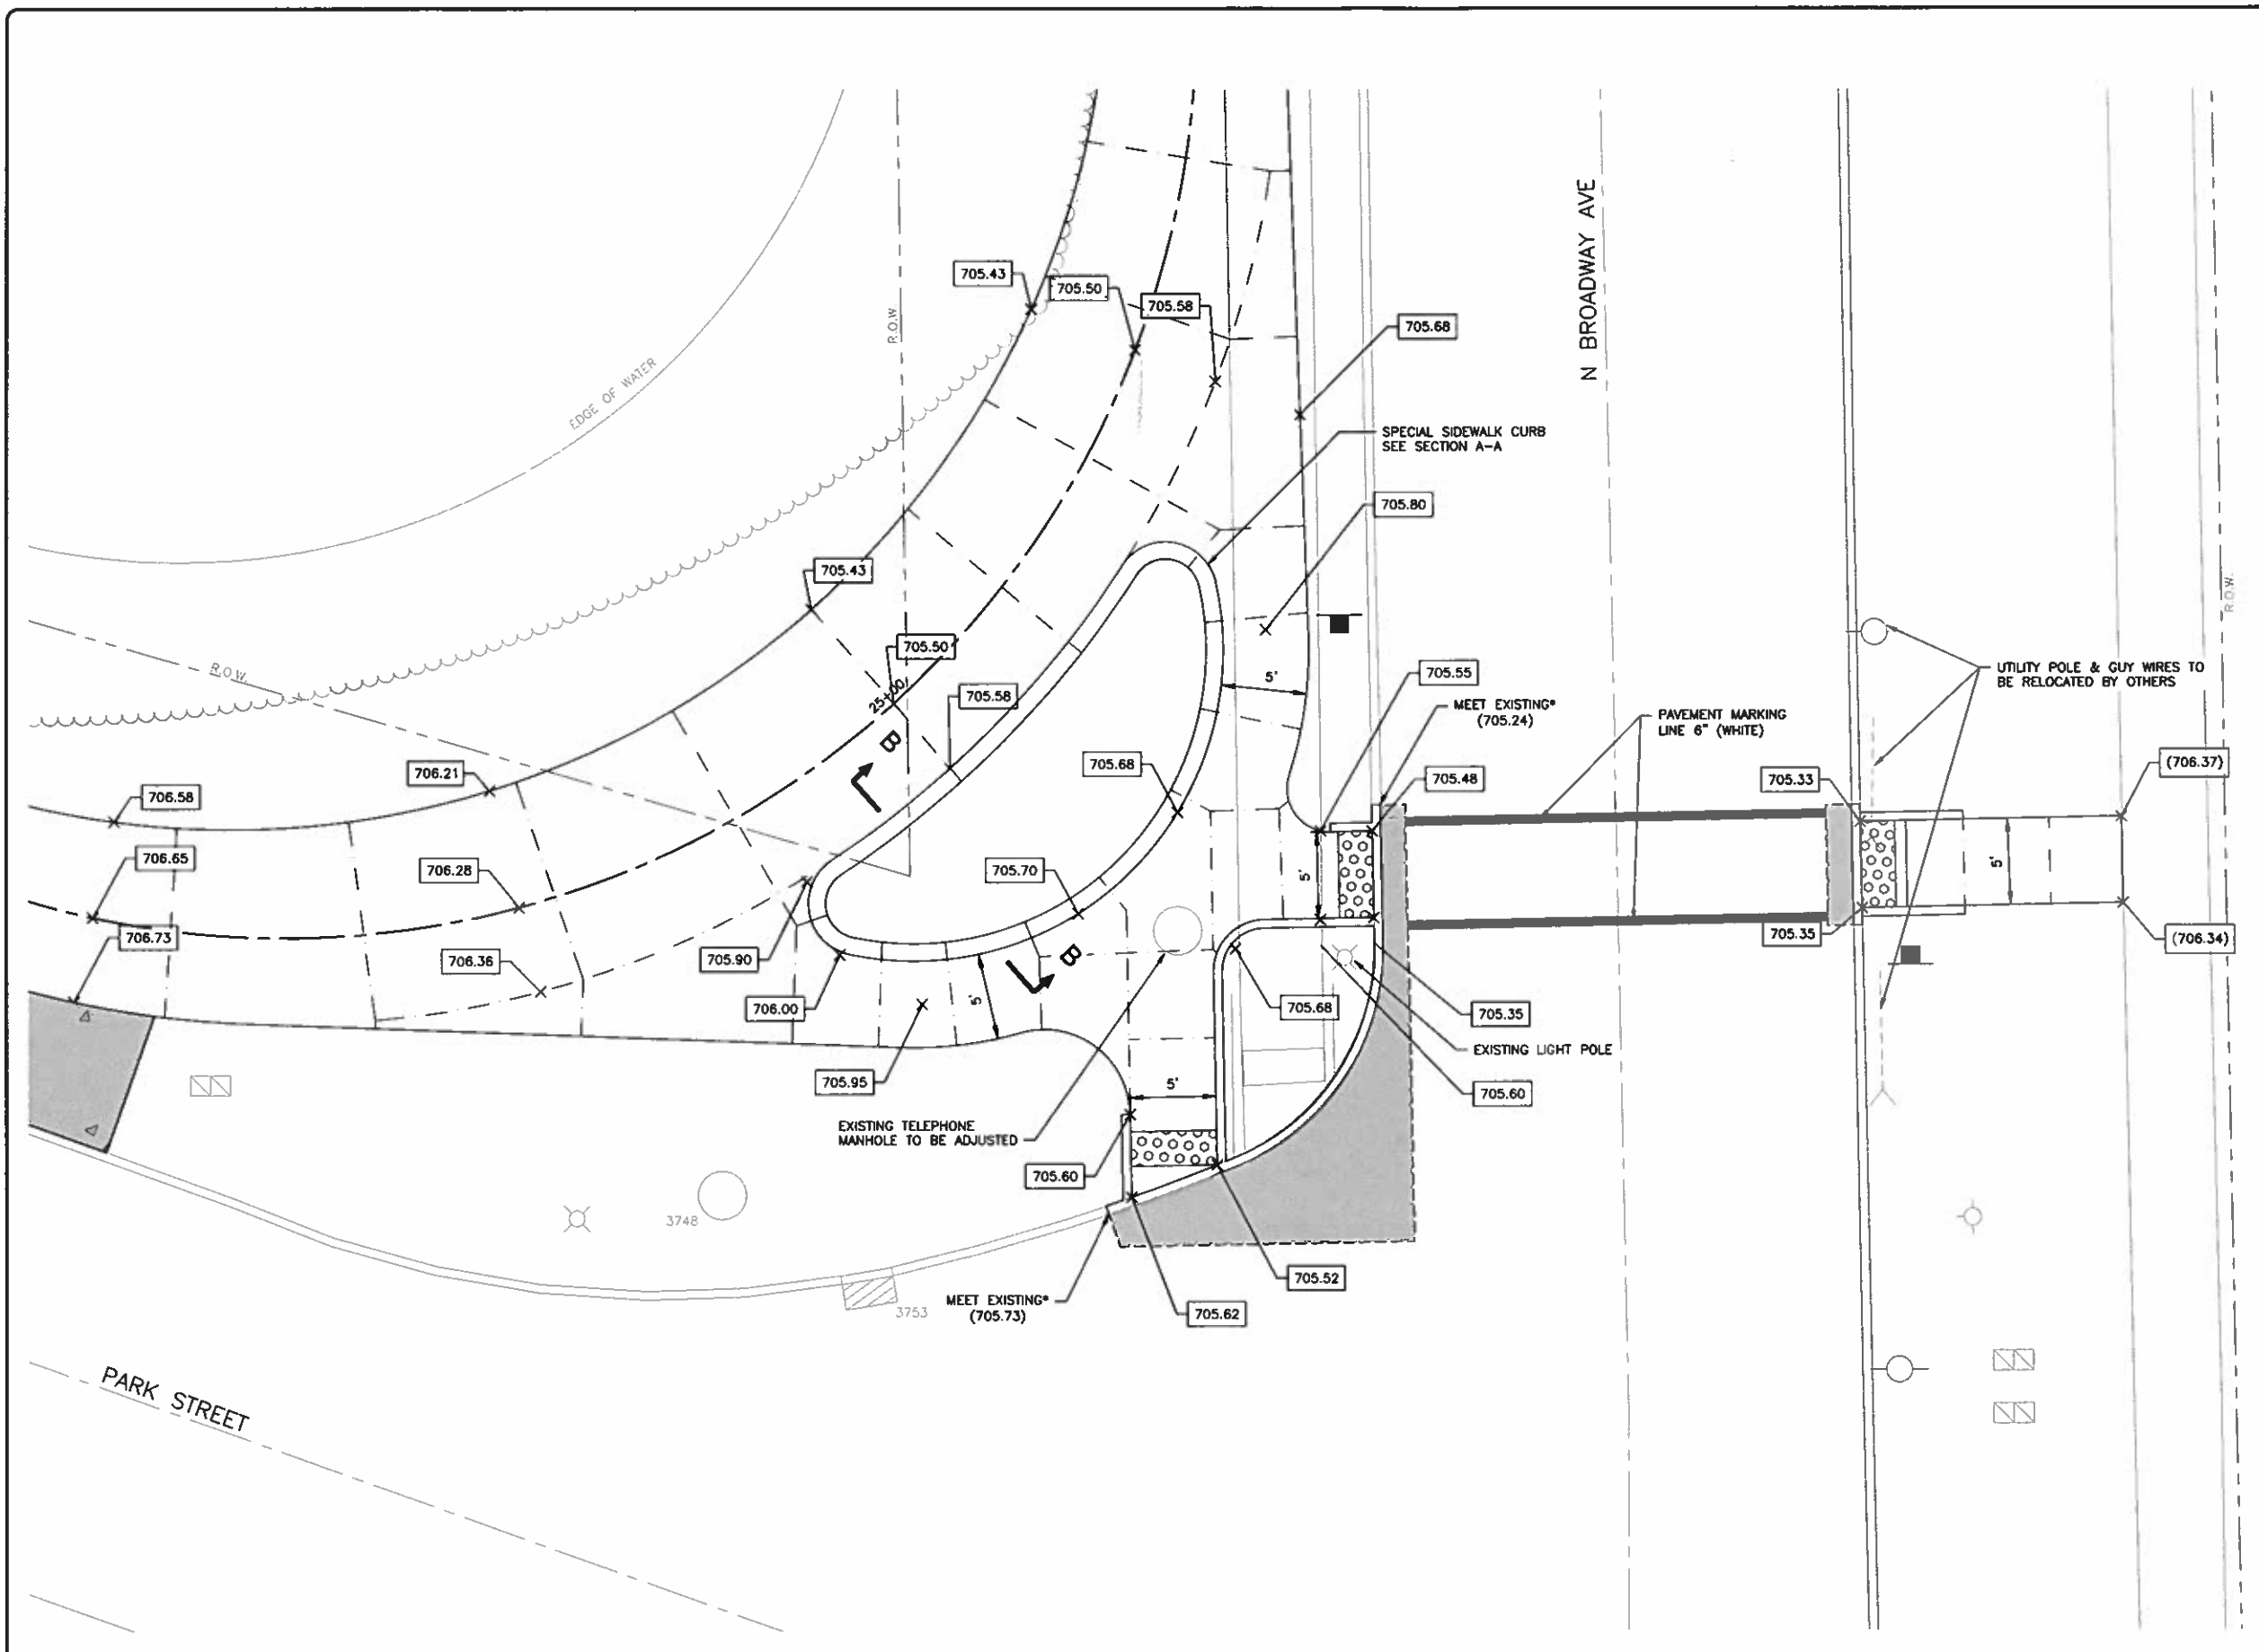 N BROADWAY AVE
705.43
705.50
705.58
R.O.W.
705.68
EDGE OF WATER
SPECIAL SIDEWALK CURB
SEE SECTION A-A
705.80
705.43
R.O.W.
705.50
R.O.W.
25+00
705.58
5'
705.55
UTILITY POLE & GUY WIRES TO
BE RELOCATED BY OTHERS
MEET EXISTING*
(705.24)
PAVEMENT MARKING
LINE 6" (WHITE)
B
705.68
706.21
705.48
705.33
(706.37)
706.58
706.65
706.28
705.70
5'
5'
706.73
706.36
705.90
B
705.35
(706.34)
706.00
5'
705.68
705.35
EXISTING LIGHT POLE
705.95
5'
705.60
EXISTING TELEPHONE
MANHOLE TO BE ADJUSTED
705.60
3748
705.52
MEET EXISTING*
(705.73)
705.62
3753
PARK STREET